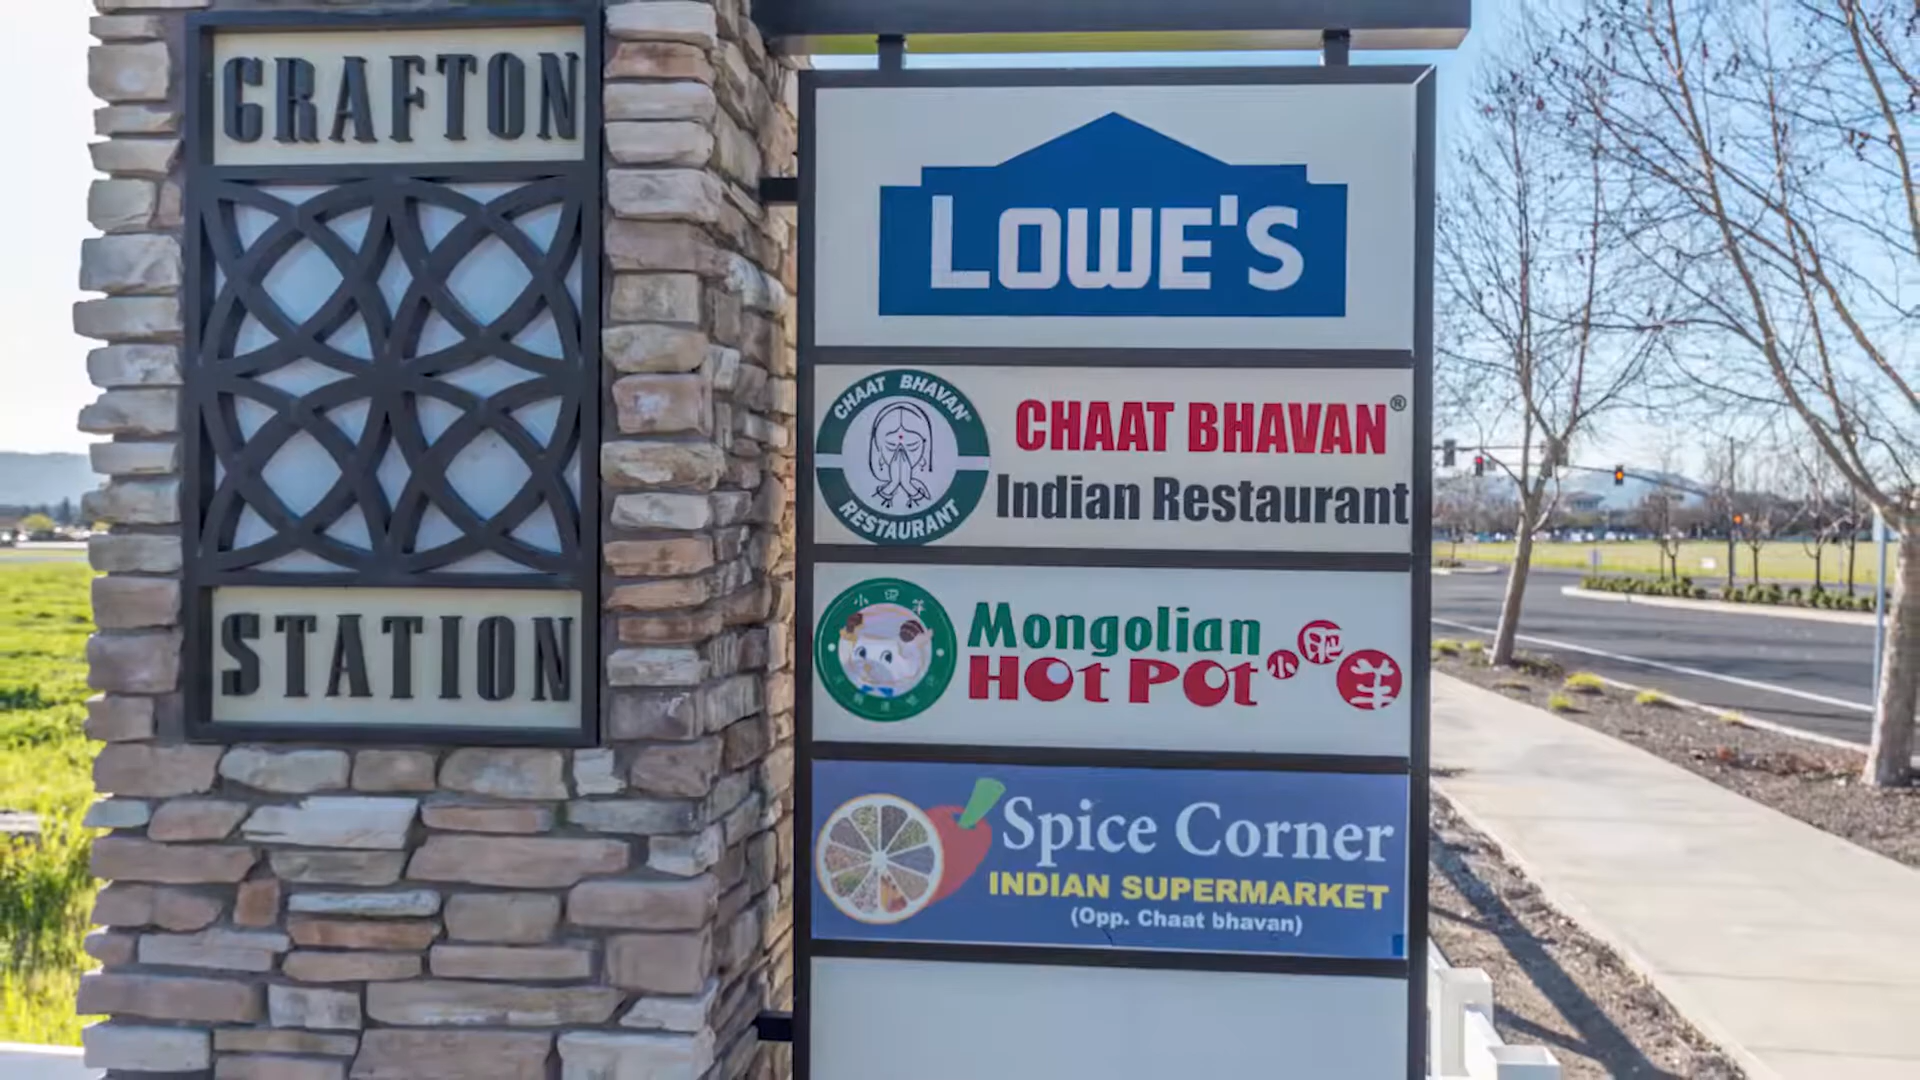 GRAFTON
STATION
LOWE'S
CHAAT BHAVAN®
RESTAURANT
CHAAT BHAVAN®
Indian Restaurant
Mongolian
HOt POt 小肥羊
Spice Corner
INDIAN SUPERMARKET
(Opp. Chaat bhavan)